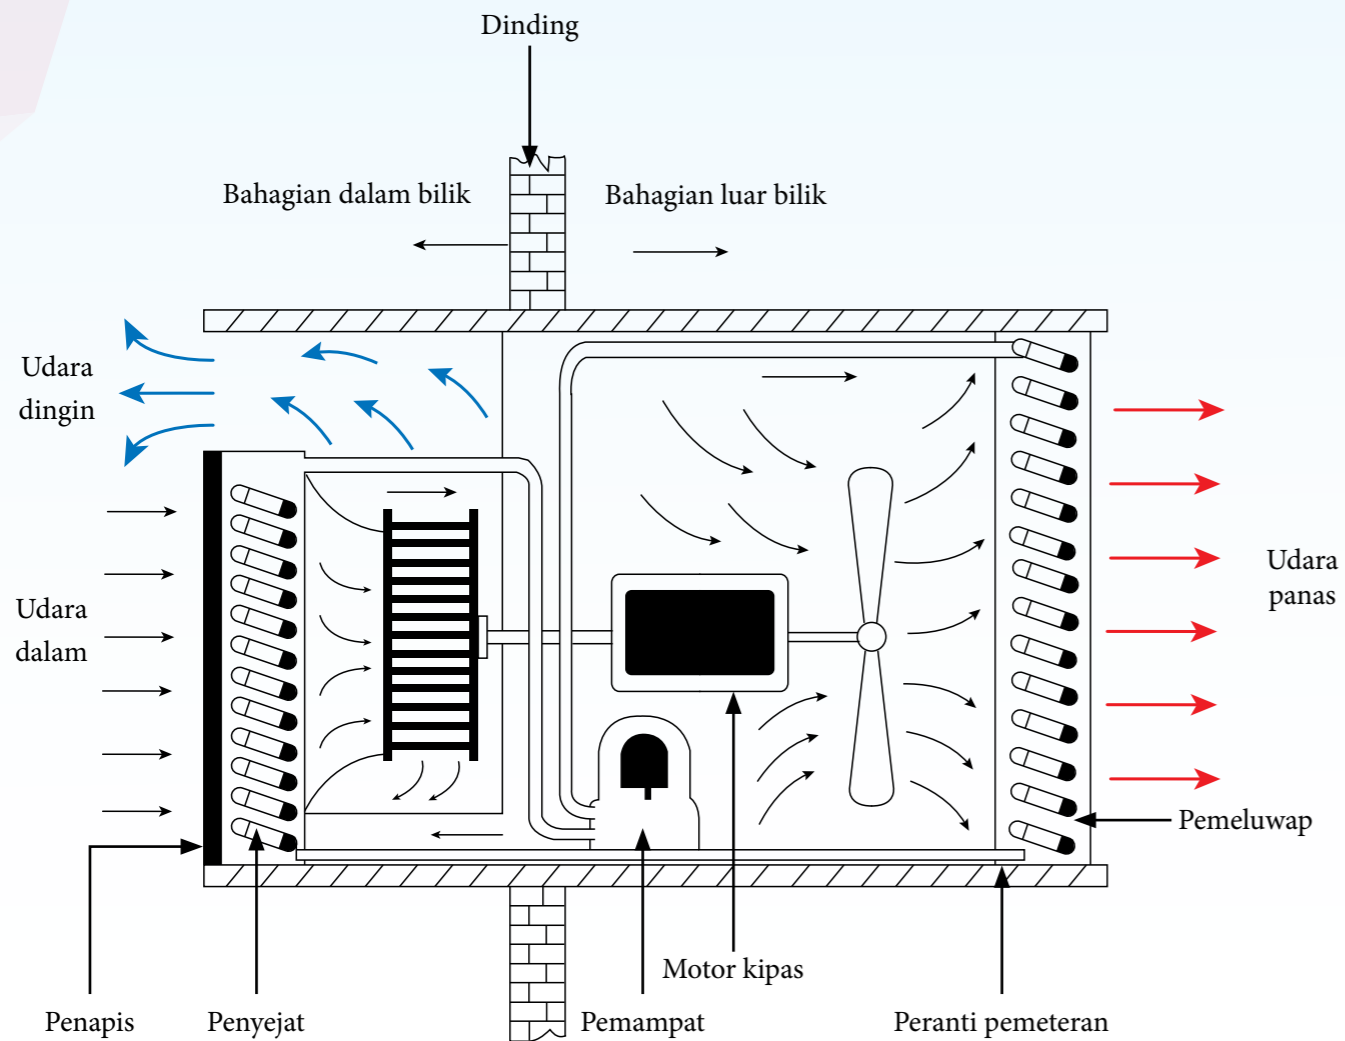 Dinding
Bahagian dalam bilik
Bahagian luar bilik
Udara
dingin
Udara
dalam
Udara
panas
Pemeluwap
Motor kipas
Penapis
Penyejat
Pemampat
Peranti pemeteran